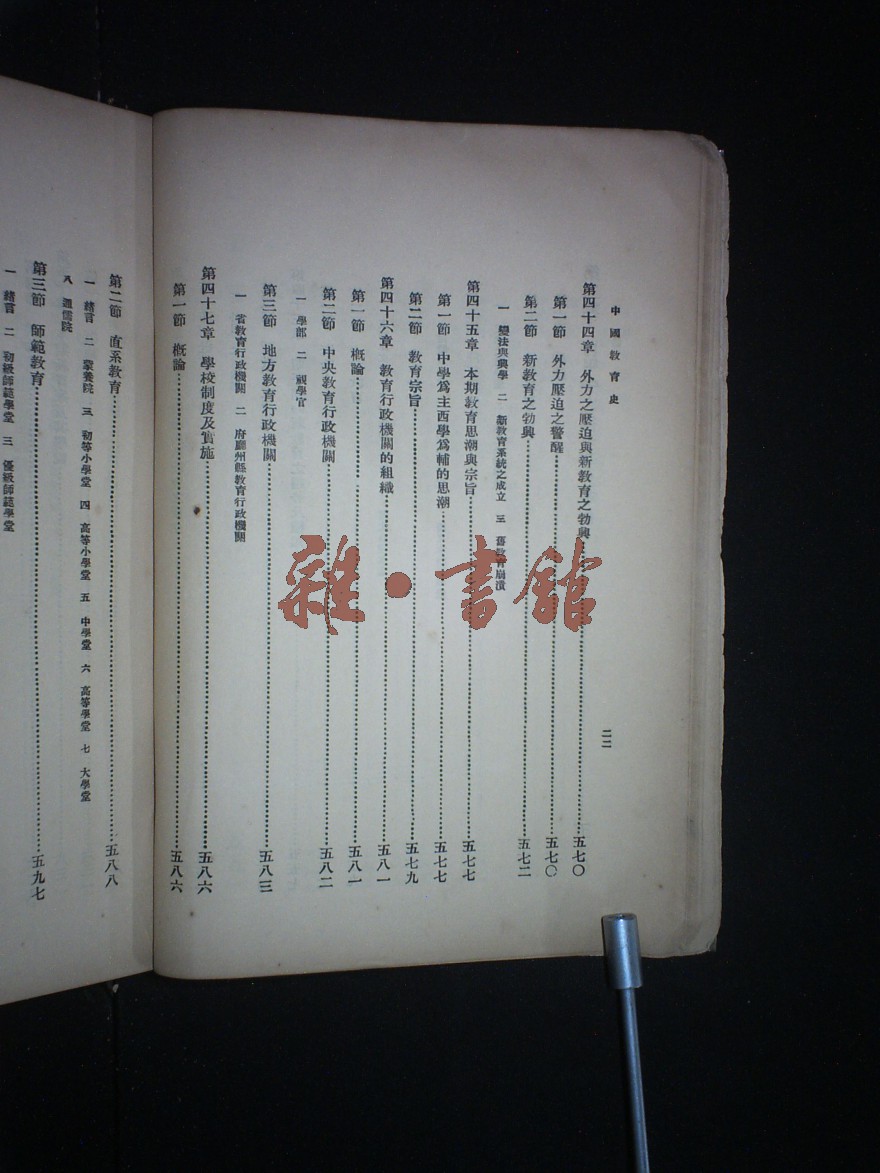 中國教育史
二二
第四十四章 外力之壓迫與新教育之勃興……五七〇
第一節 外力壓迫之警醒……五七〇
第二節 新教育之勃興……五七二
一 變法與興學 二 新教育系統之成立 三 舊教育崩潰
第四十五章 本期教育思潮與宗旨……五七七
第一節 中學爲主西學爲輔的思潮……五七七
第二節 教育宗旨……五七九
第四十六章 教育行政機關的組織……五八一
第一節 概論……五八一
第二節 中央教育行政機關……五八二
一 學部 二 視學官
第三節 地方教育行政機關……五八三
一 省教育行政機關 二 府廳州縣教育行政機關
第四十七章 學校制度及實施……五八六
第一節 概論……五八六
第二節 直系教育……五八八
一 緒言 二 蒙養院 三 初等小學堂 四 高等小學堂 五 中學堂 六 高等學堂 七 大學堂
八 通儒院
第三節 師範教育……五九七
一 緒言 二 初級師範學堂 三 優級師範學堂
雜·書館